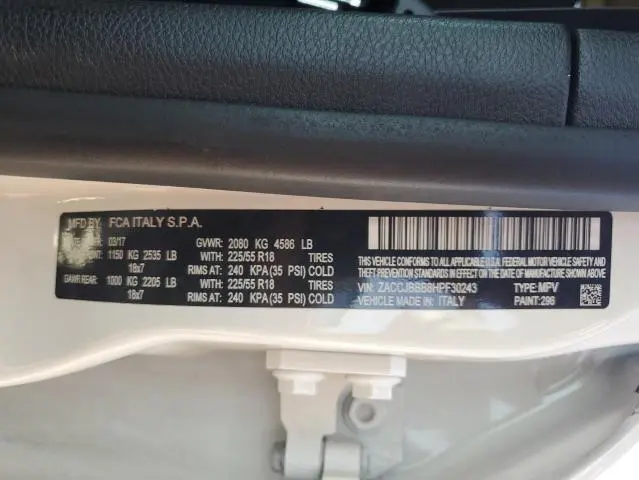 MFD BY: FCA ITALY S.P.A.
03/17 GVWR: 2080 KG 4586 LB
1150 KG 2535 LB WITH 225/55 R18 TIRES
18x7 RIMS AT: 240 KPA (35 PSI) COLD
GAWR REAR: 1000 KG 2205 LB WITH 225/55 R18 TIRES
18x7 RIMS AT: 240 KPA (35 PSI) COLD
THIS VEHICLE CONFORMS TO ALL APPLICABLE U.S.A. FEDERAL MOTOR VEHICLE SAFETY,
BUMPER AND THEFT PREVENTION STANDARDS IN EFFECT ON THE DATE OF MANUFACTURE SHOWN ABOVE.
VIN: ZACCJBBB8HPF30243 TYPE: MPV
VEHICLE MADE IN: ITALY PAINT: 296